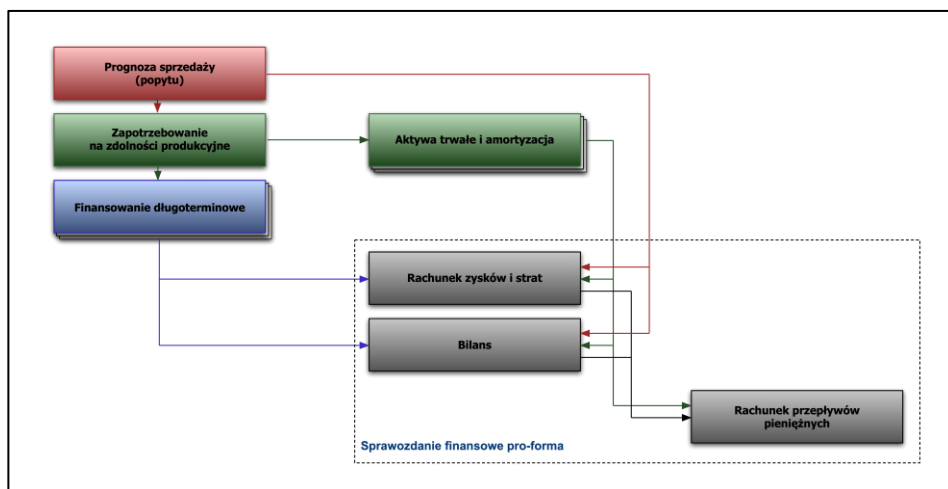 Prognoza sprzedaży
(popytu)
Zapotrzebowanie
na zdolności produkcyjne
Aktywa trwałe i amortyzacja
Finansowanie długoterminowe
Rachunek zysków i strat
Bilans
Rachunek przepływów
pieniężnych
Sprawozdanie finansowe pro-forma